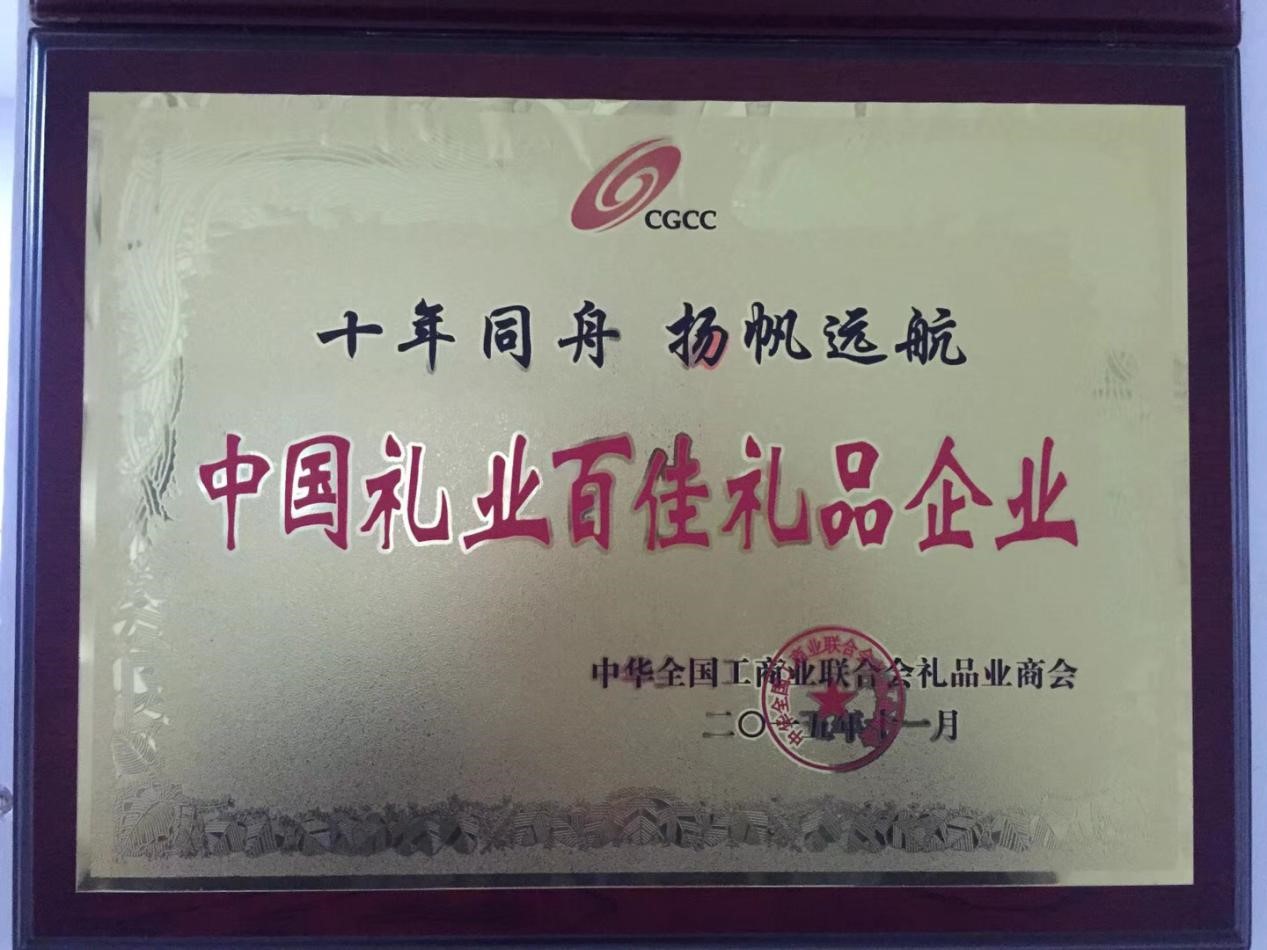 CGCC
十年同舟 扬帆远航
中国礼业百佳礼品企业
中华全国工商业联合会礼品业商会
二〇一五年十一月